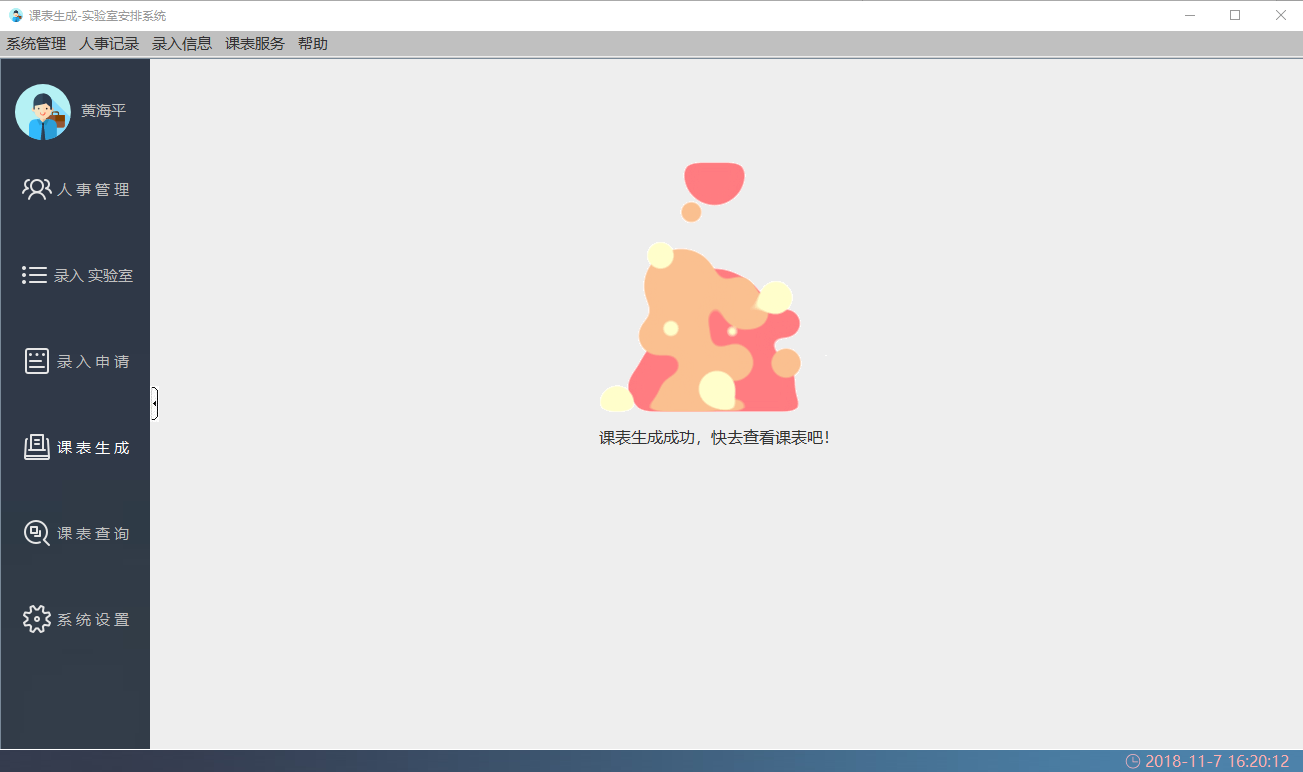 课表生成-实验室安排系统
系统管理 人事记录 录入信息 课表服务 帮助
黄海平
人事管理
录入 实验室
录入申请
课表生成
课表查询
系统设置
课表生成成功，快去查看课表吧！
2018-11-7 16:20:12